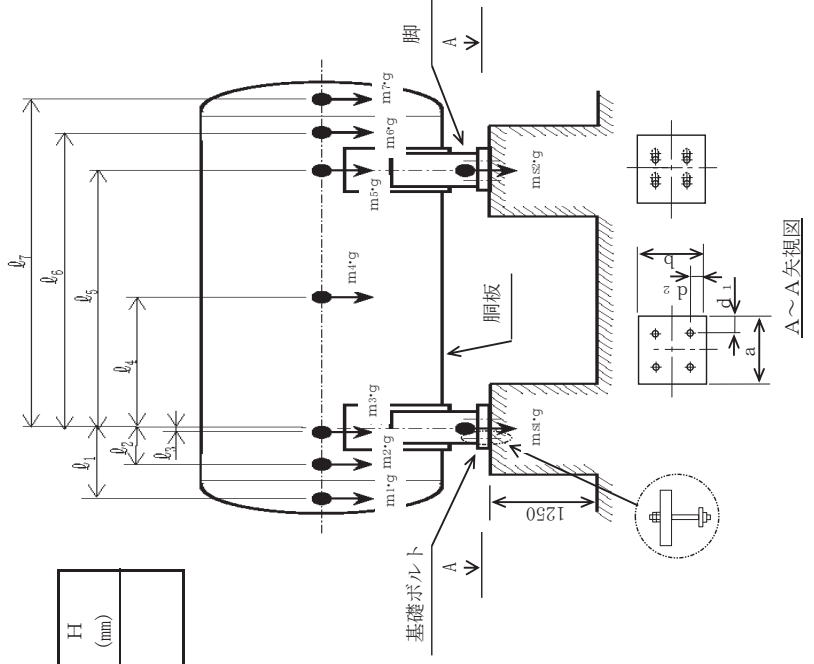 ℓ7
ℓ6
ℓ5
ℓ4
ℓ1
ℓ2
ℓ3
m1・g
m2・g
m3・g
m4・g
m5・g
m6・g
m7・g
ms1・g
ms2・g
脚
A
胴板
基礎ボルト
A
1250
H
(mm)
b
d2
d1
a
A~A矢視図